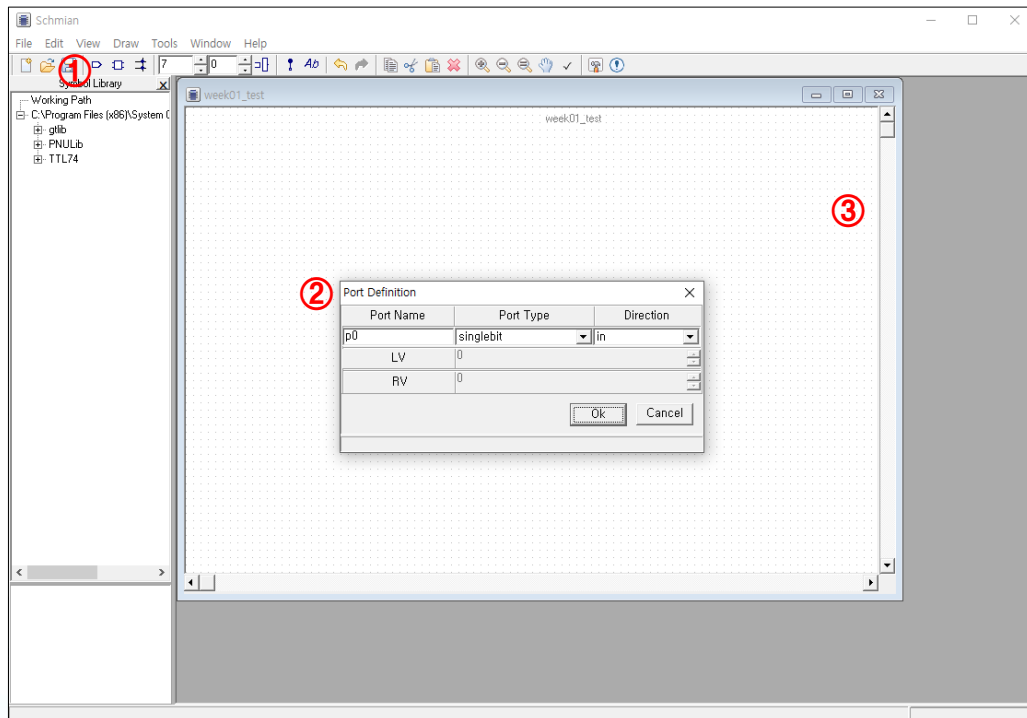 Schmian
File Edit View Draw Tools Window Help
① 7 0 Ab
Symbol Library x
Working Path
C:\Program Files (x86)\System (
gtlib
PNULib
TTL74
week01_test
week01_test
③
②
Port Definition
Port Name Port Type Direction
p0 singlebit in
LV 0
RV 0
Ok Cancel